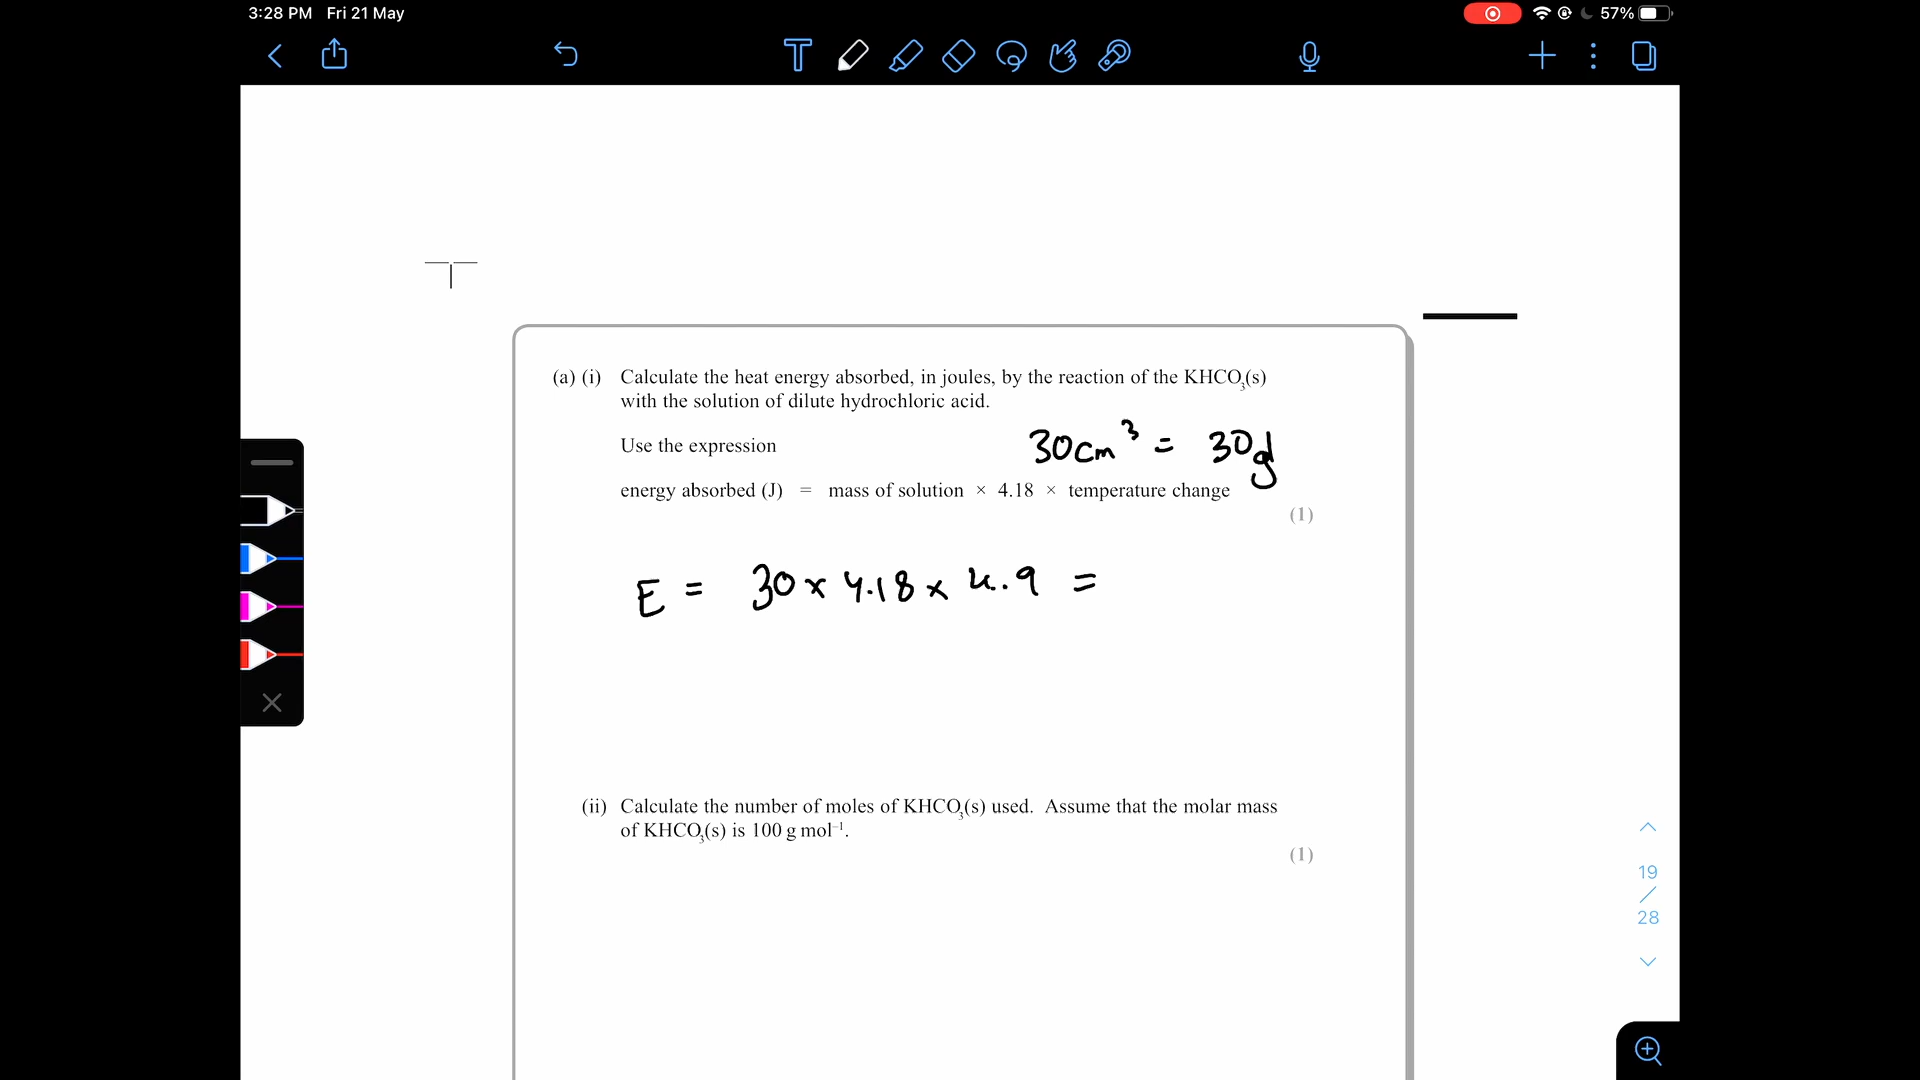 3:28 PM Fri 21 May
57%
(a) (i) Calculate the heat energy absorbed, in joules, by the reaction of the KHCO₃(s)
with the solution of dilute hydrochloric acid.
Use the expression
30cm³ = 30g
energy absorbed (J) = mass of solution × 4.18 × temperature change
(1)
E = 30 × 4.18 × 4.9 =
(ii) Calculate the number of moles of KHCO₃(s) used. Assume that the molar mass
of KHCO₃(s) is 100 g mol⁻¹.
(1)
19
/
28